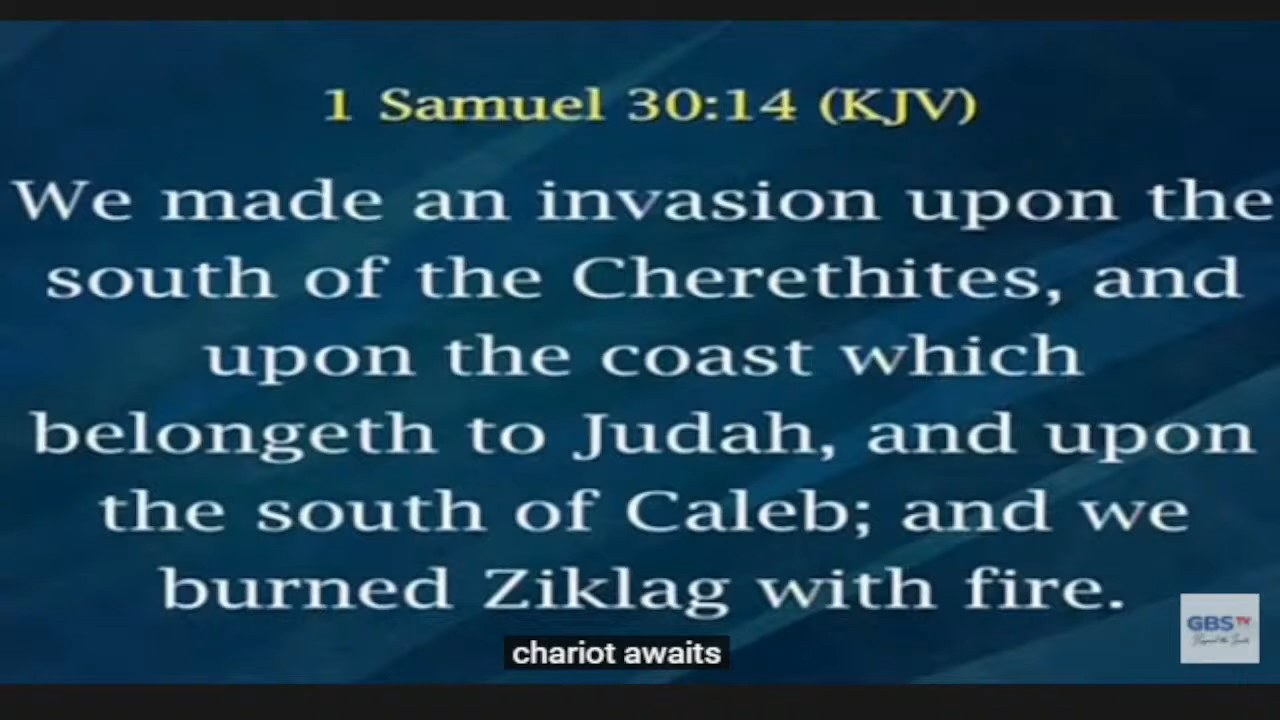 1 Samuel 30:14 (KJV)
We made an invasion upon the
south of the Cherethites, and
upon the coast which
belongeth to Judah, and upon
the south of Caleb; and we
burned Ziklag with fire.
chariot awaits
GBS TV